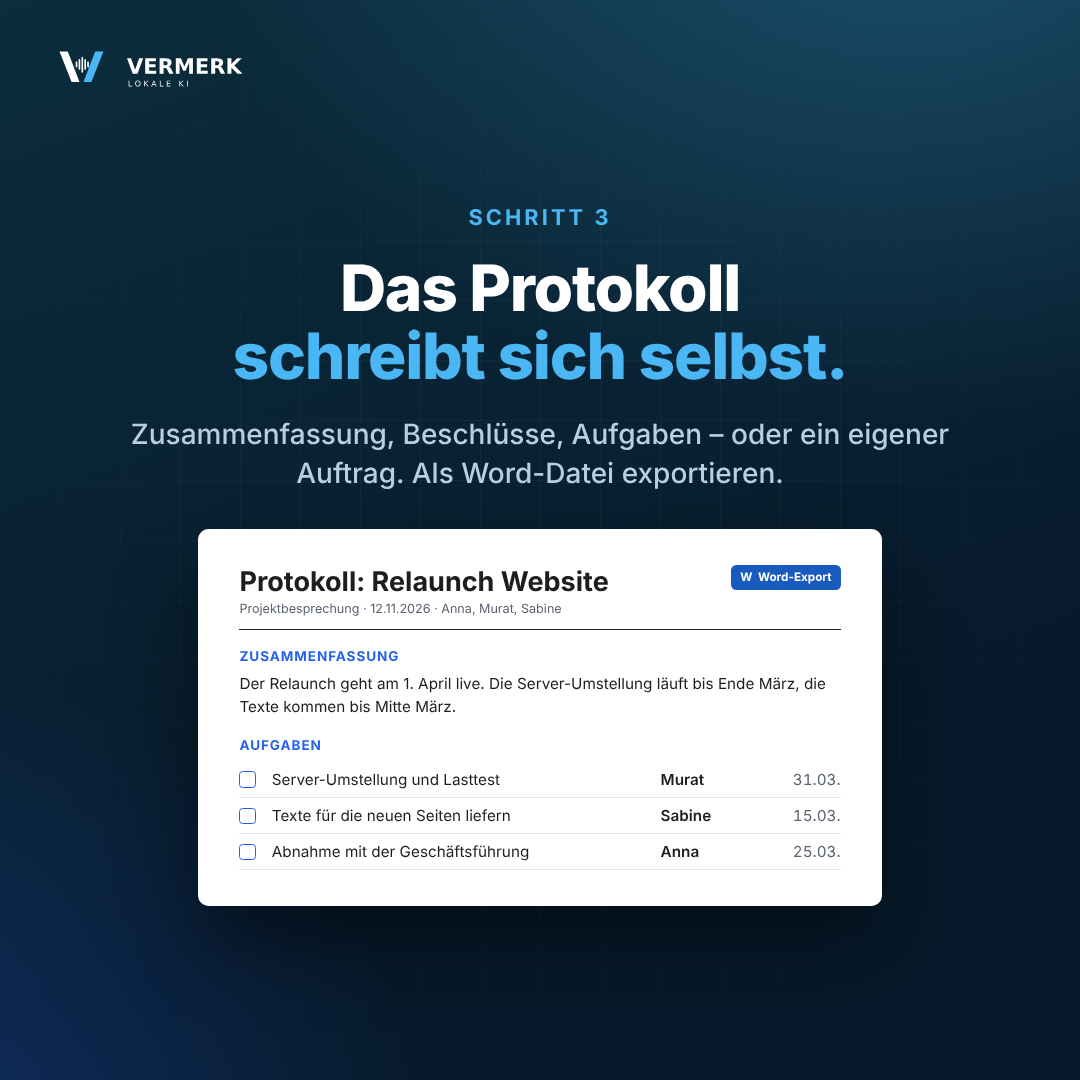 VERMERK
LOKALE KI
SCHRITT 3
Das Protokoll
schreibt sich selbst.
Zusammenfassung, Beschlüsse, Aufgaben – oder ein eigener
Auftrag. Als Word-Datei exportieren.
Protokoll: Relaunch Website
W Word-Export
Projektbesprechung · 12.11.2026 · Anna, Murat, Sabine
ZUSAMMENFASSUNG
Der Relaunch geht am 1. April live. Die Server-Umstellung läuft bis Ende März, die
Texte kommen bis Mitte März.
AUFGABEN
Server-Umstellung und Lasttest Murat 31.03.
Texte für die neuen Seiten liefern Sabine 15.03.
Abnahme mit der Geschäftsführung Anna 25.03.